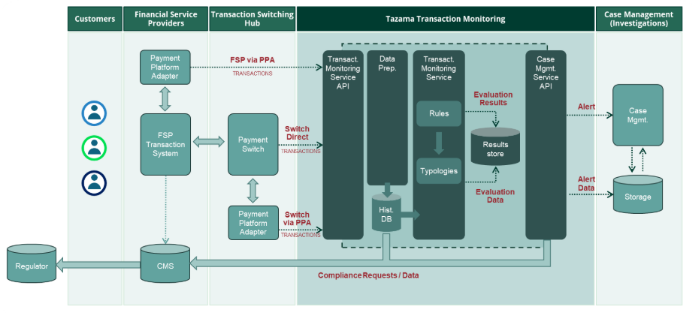 Customers
Financial Service
Providers
Transaction Switching
Hub
Tazama Transaction Monitoring
Case Management
(Investigations)
Payment
Platform
Adapter
FSP via PPA
TRANSACTIONS
Transact.
Monitoring
Service
API
Data
Prep.
Transact.
Monitoring
Service
Case
Mgmt.
Service
API
Evaluation
Results
Rules
Alert
Case
Mgmt.
FSP
Transaction
System
Payment
Switch
Switch
Direct
TRANSACTIONS
Results
store
Typologies
Alert
Data
Evaluation
Data
Storage
Payment
Platform
Adapter
Switch
via PPA
TRANSACTIONS
Hist.
DB
Regulator
CMS
Compliance Requests / Data